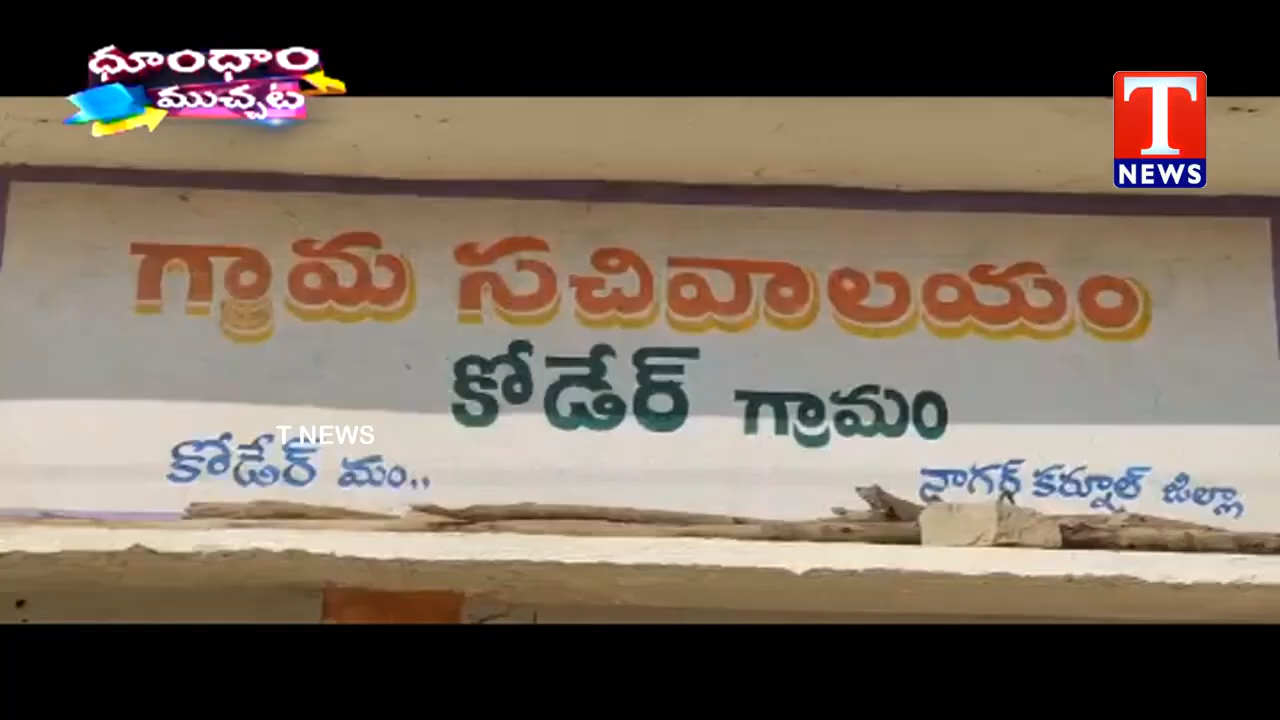 ధూంధాం
ముచ్చట
T
NEWS
గ్రామ సచివాలయం
కోడేర్ గ్రామం
T NEWS
కోడేర్ మం..
నాగర్ కర్నూల్ జిల్లా